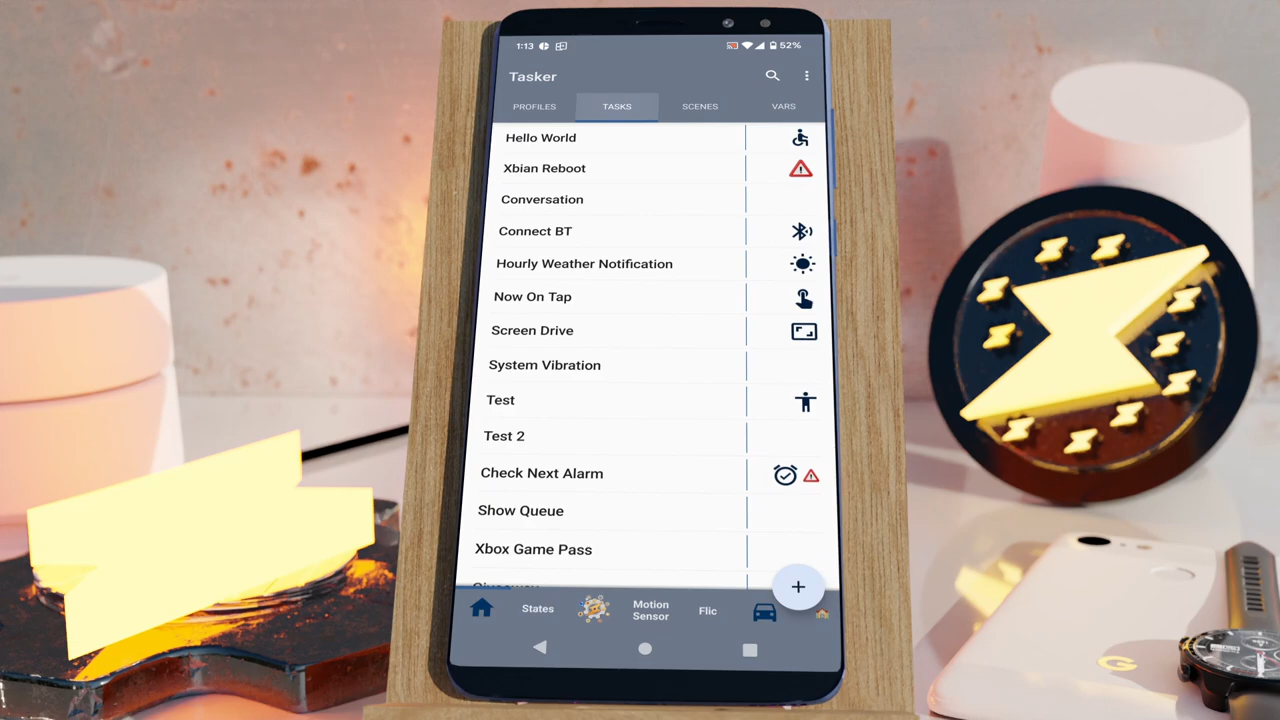 1:13
52%
Tasker
PROFILES
TASKS
SCENES
VARS
Hello World
Xbian Reboot
Conversation
Connect BT
Hourly Weather Notification
Now On Tap
Screen Drive
System Vibration
Test
Test 2
Check Next Alarm
Show Queue
Xbox Game Pass
States
Motion
Sensor
Flic
G